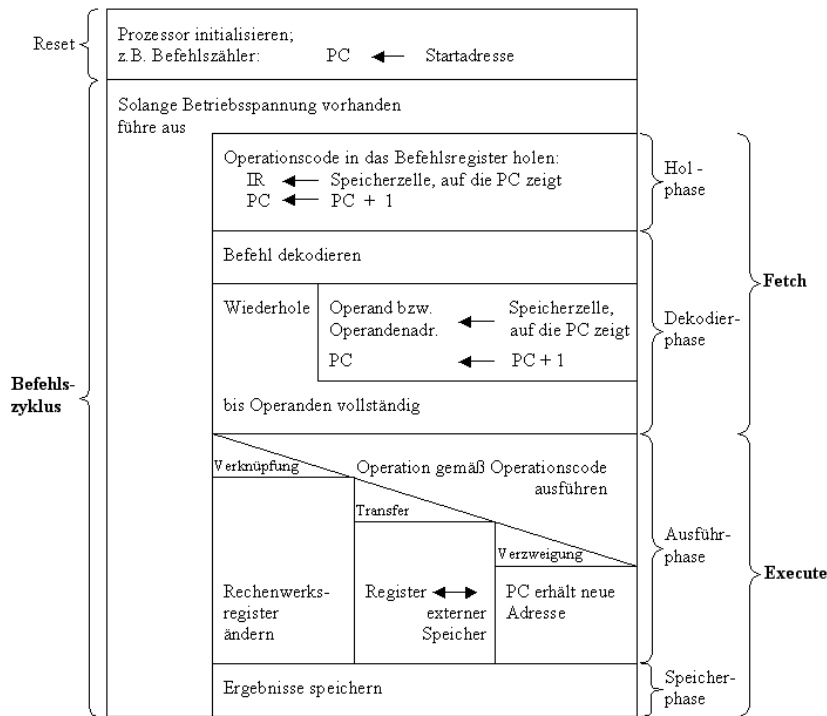 Reset
Prozessor initialisieren;
z.B. Befehlszähler: PC ← Startadresse
Befehls-
zyklus
Solange Betriebsspannung vorhanden
führe aus
Operationscode in das Befehlsregister holen:
IR ← Speicherzelle, auf die PC zeigt
PC ← PC + 1
Hol -
phase
Befehl dekodieren
Wiederhole
Operand bzw.
Operandenadr.
← Speicherzelle,
auf die PC zeigt
PC ← PC + 1
bis Operanden vollständig
Dekodier-
phase
Fetch
Operation gemäß Operationscode
ausführen
Verknüpfung
Transfer
Verzweigung
Rechenwerks-
register
ändern
Register ↔ externer
Speicher
PC erhält neue
Adresse
Ausführ-
phase
Execute
Ergebnisse speichern
Speicher-
phase